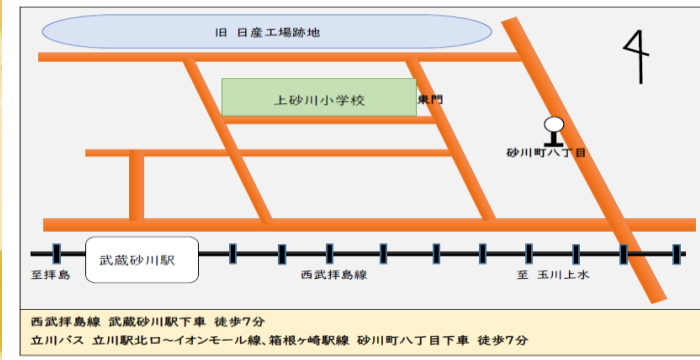 旧 日産工場跡地
上砂川小学校
東門
砂川町八丁目
武蔵砂川駅
至拝島
西武拝島線
至 玉川上水
西武拝島線 武蔵砂川駅下車 徒歩7分
立川バス 立川駅北口～イオンモール線、箱根ヶ崎駅線 砂川町八丁目下車 徒歩7分